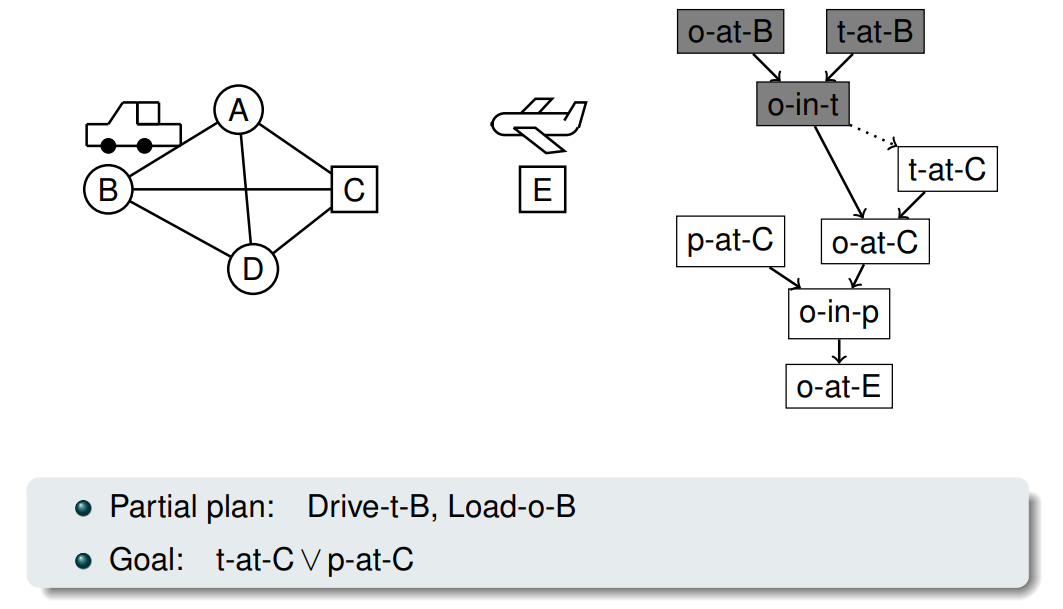 o-at-B t-at-B
o-in-t
A
t-at-C
B C E
p-at-C o-at-C
D
o-in-p
o-at-E
Partial plan: Drive-t-B, Load-o-B
Goal: t-at-C ∨ p-at-C